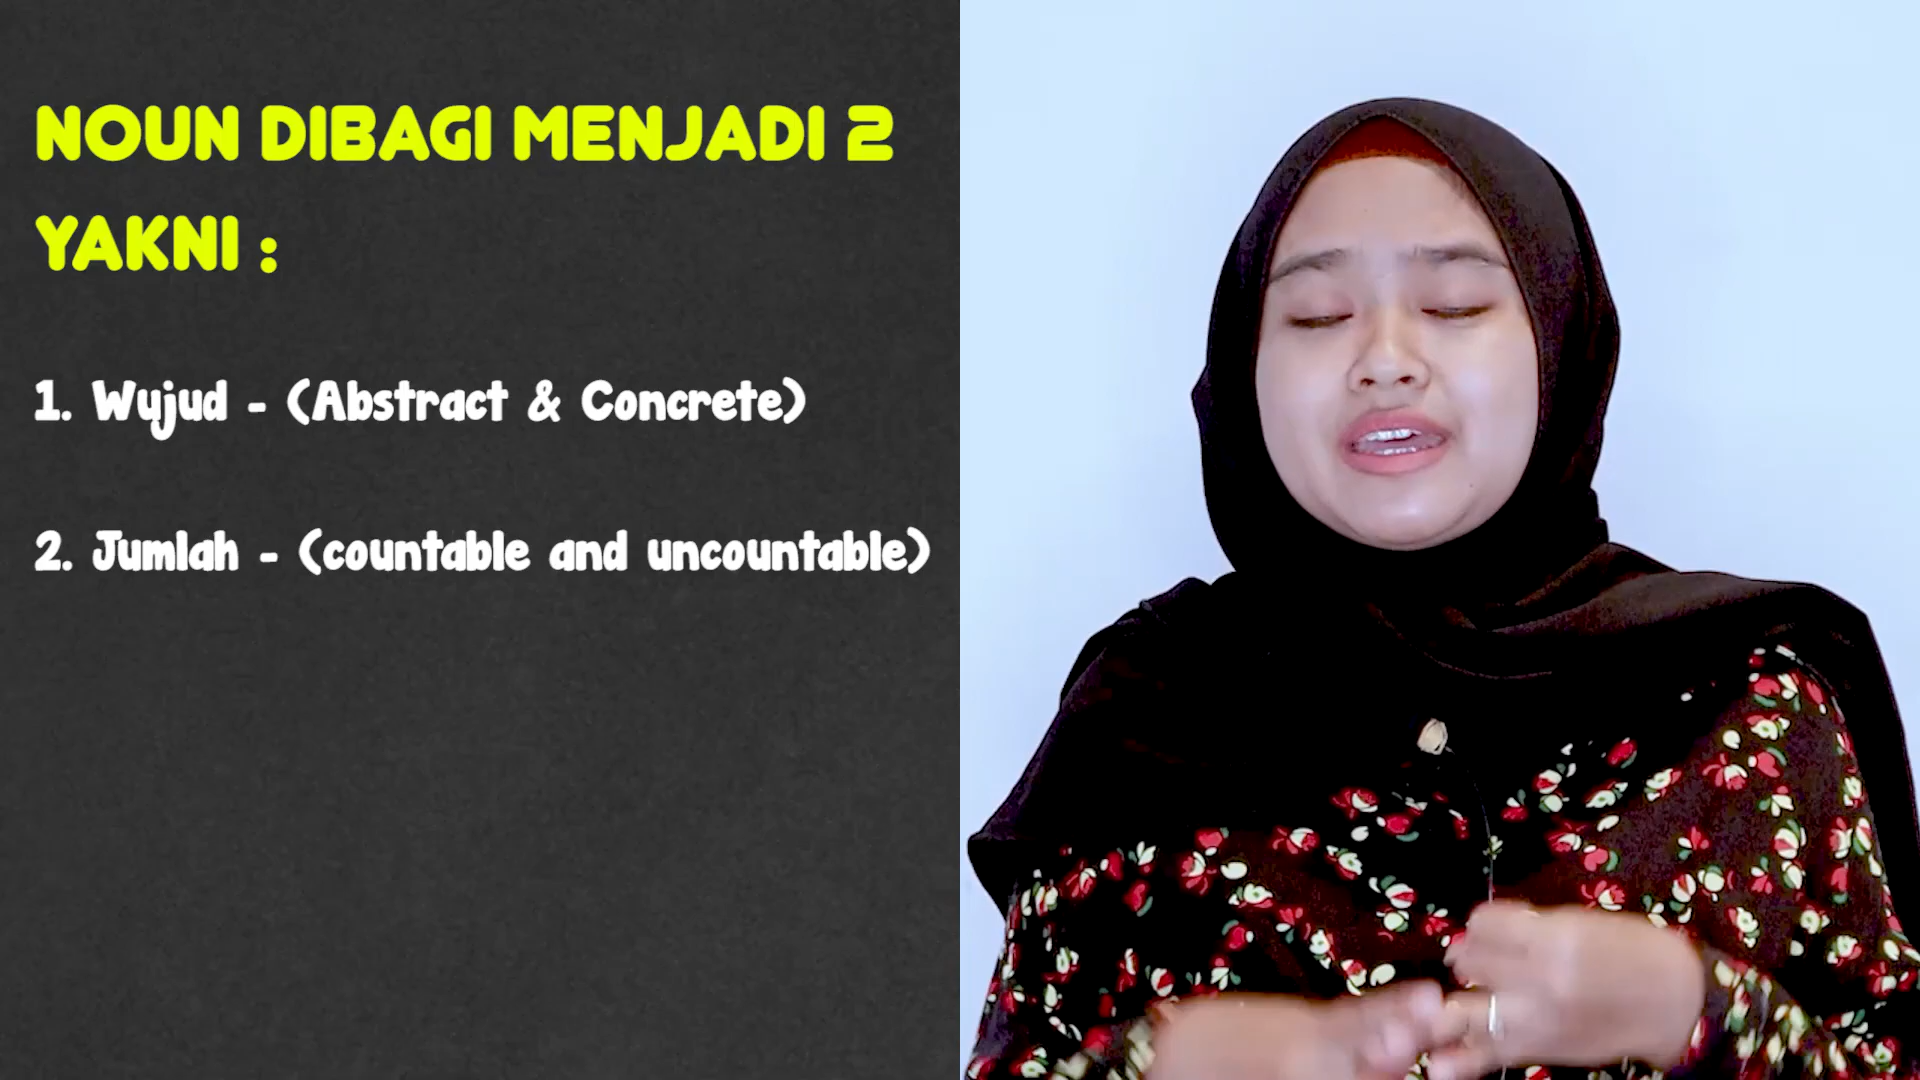 NOUN DIBAGI MENJADI 2
YAKNI :
1. Wujud - (Abstract & Concrete)
2. Jumlah - (countable and uncountable)